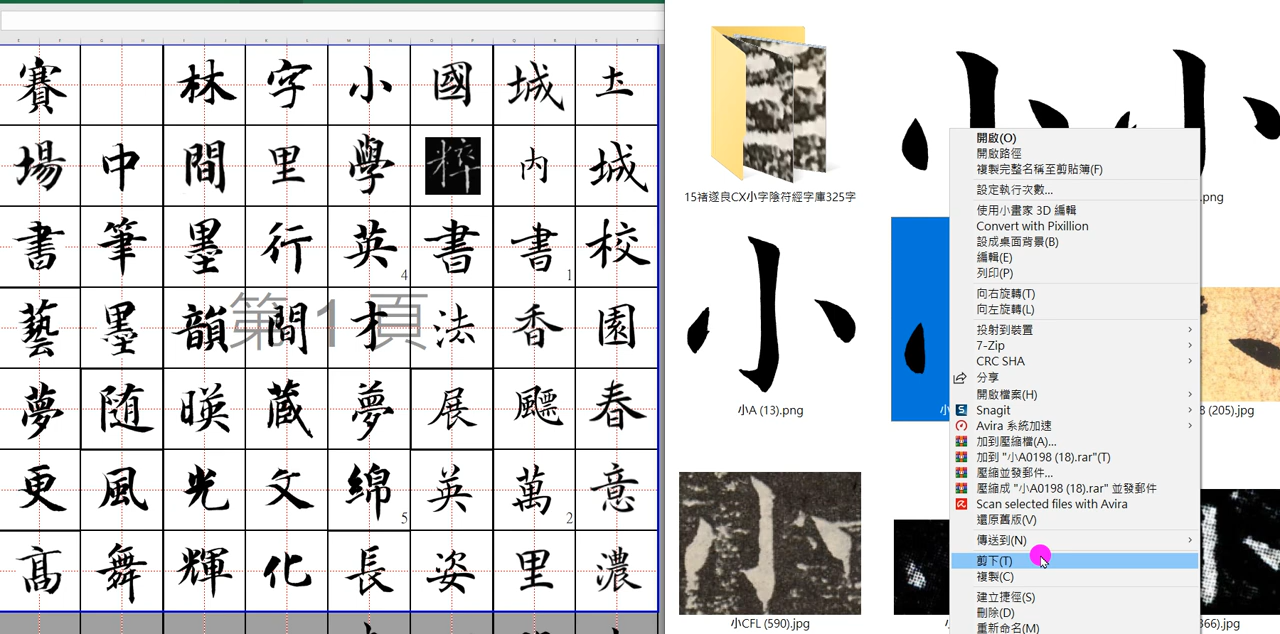 土城校園春意濃
城內書香飃萬里
國粹書法展英姿
小學英才夢綿長
字里行間蔵文化
林間墨韻暎光輝
中筆墨随風舞
賽場書藝夢更髙
1
2
4
5
第 1 頁
15褚遂良CX小字陰符經字庫325字
小
小
.png
小
小A (13).png
小
小CFL (590).jpg
(205).jpg
366).jpg
開啟(O)
開啟路徑
複製完整名稱至剪貼簿(F)
設定執行次數...
使用小畫家 3D 編輯
Convert with Pixillion
設成桌面背景(B)
編輯(E)
列印(P)
向右旋轉(T)
向左旋轉(L)
投射到裝置
7-Zip
CRC SHA
分享
開啟檔案(H)
Snagit
Avira 系統加速
加到壓縮檔(A)...
加到 "小A0198 (18).rar"(T)
壓縮並發郵件...
壓縮成 "小A0198 (18).rar" 並發郵件
Scan selected files with Avira
還原舊版(V)
傳送到(N)
剪下(T)
複製(C)
建立捷徑(S)
刪除(D)
重新命名(M)